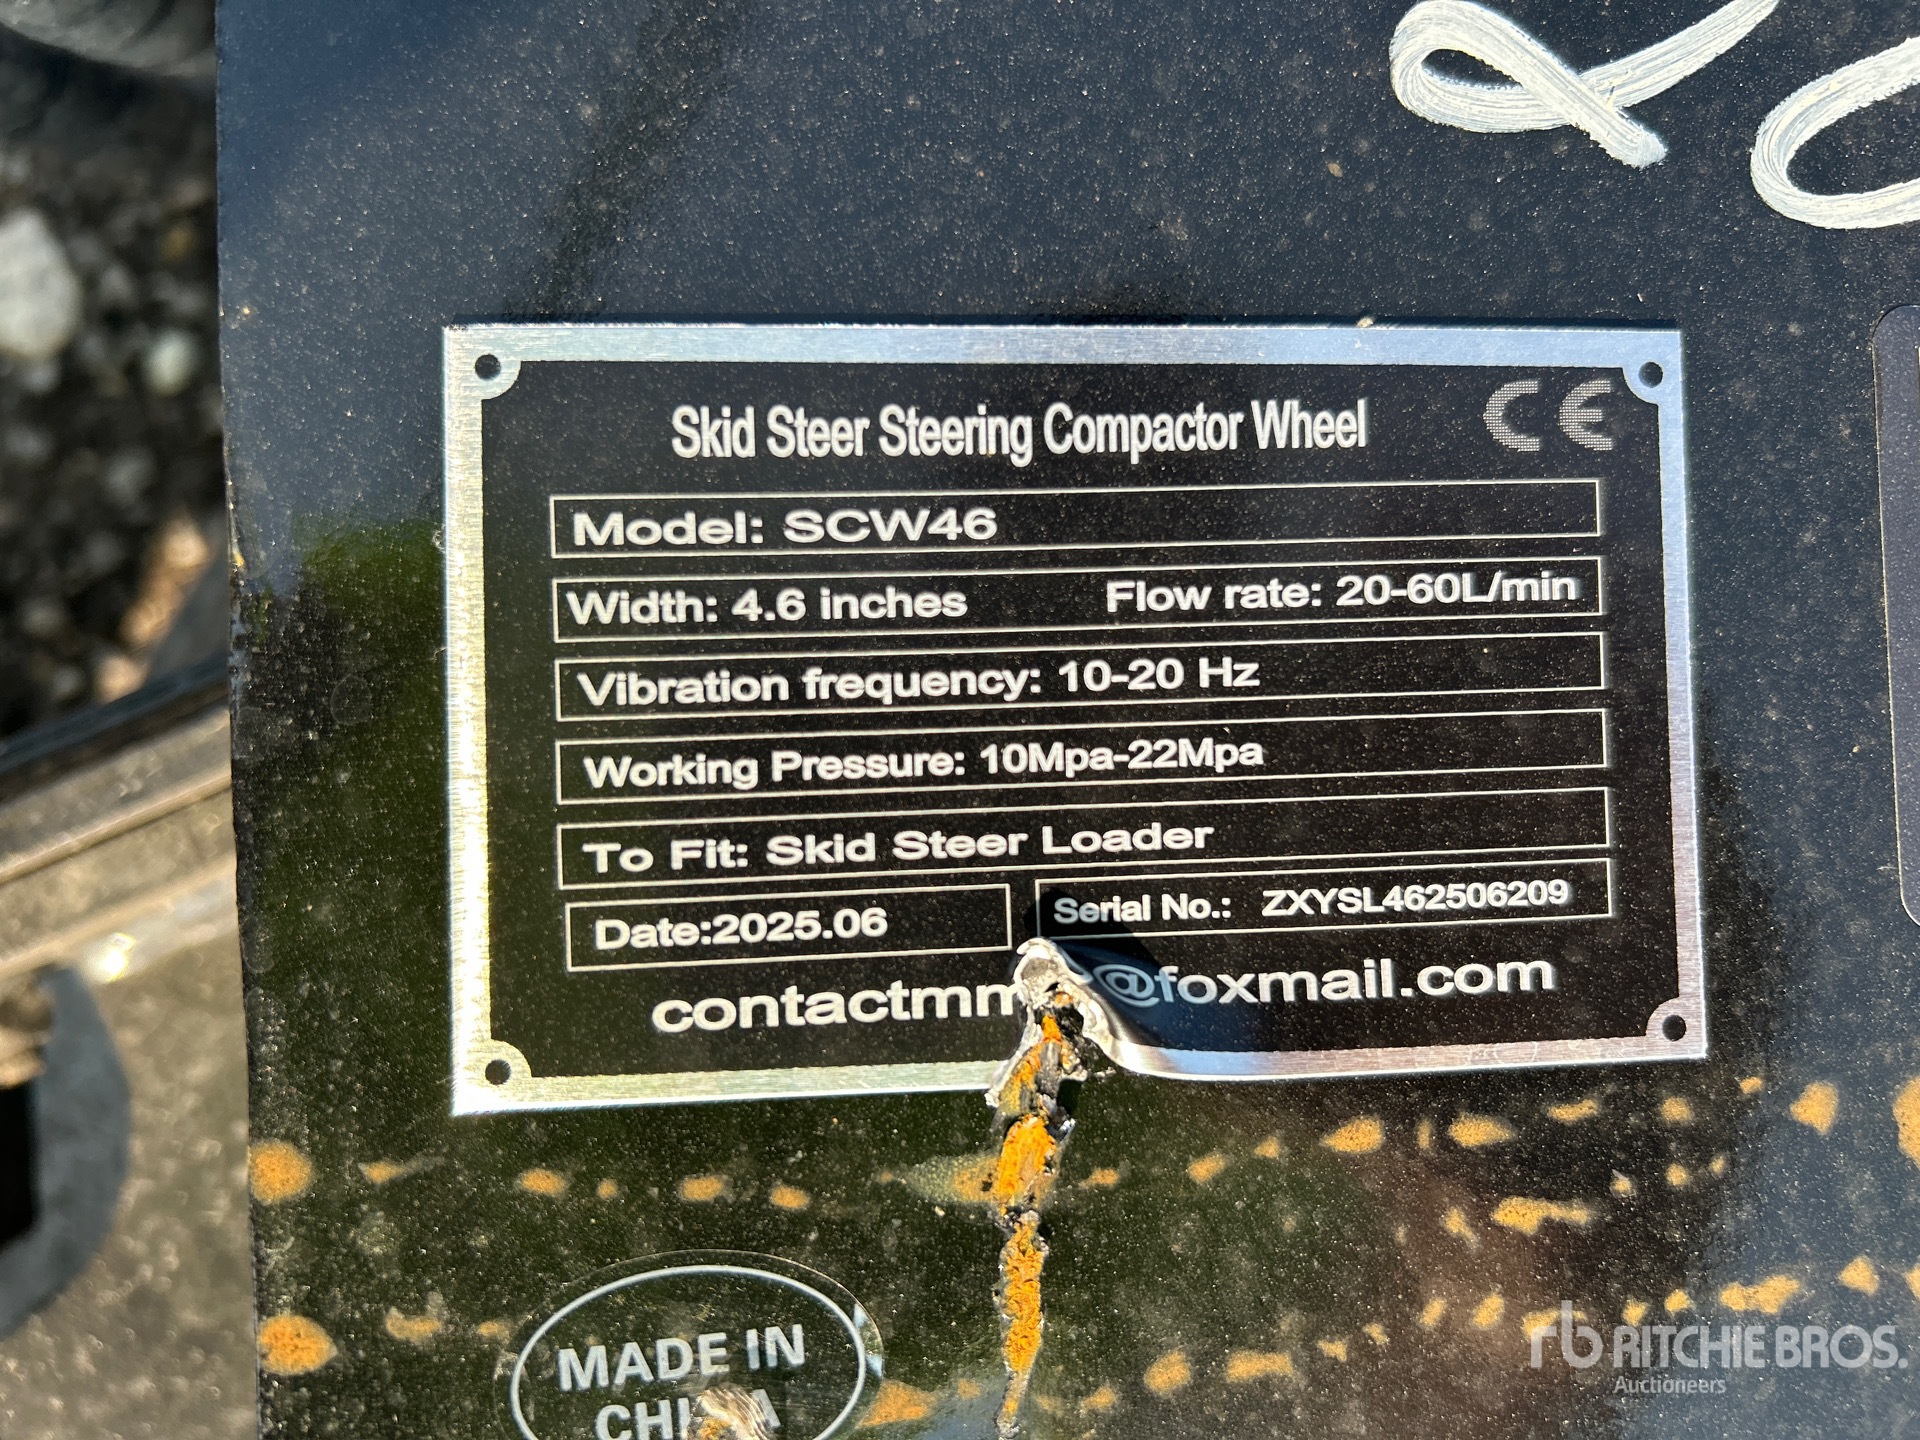 Skid Steer Steering Compactor Wheel CE
Model: SCW46
Width: 4.6 inches Flow rate: 20-60L/min
Vibration frequency: 10-20 Hz
Working Pressure: 10Mpa-22Mpa
To Fit: Skid Steer Loader
Date:2025.06 Serial No.: ZXYSL462506209
@foxmail.com
MADE IN
CHINA
rb RITCHIE BROS.
Auctioneers